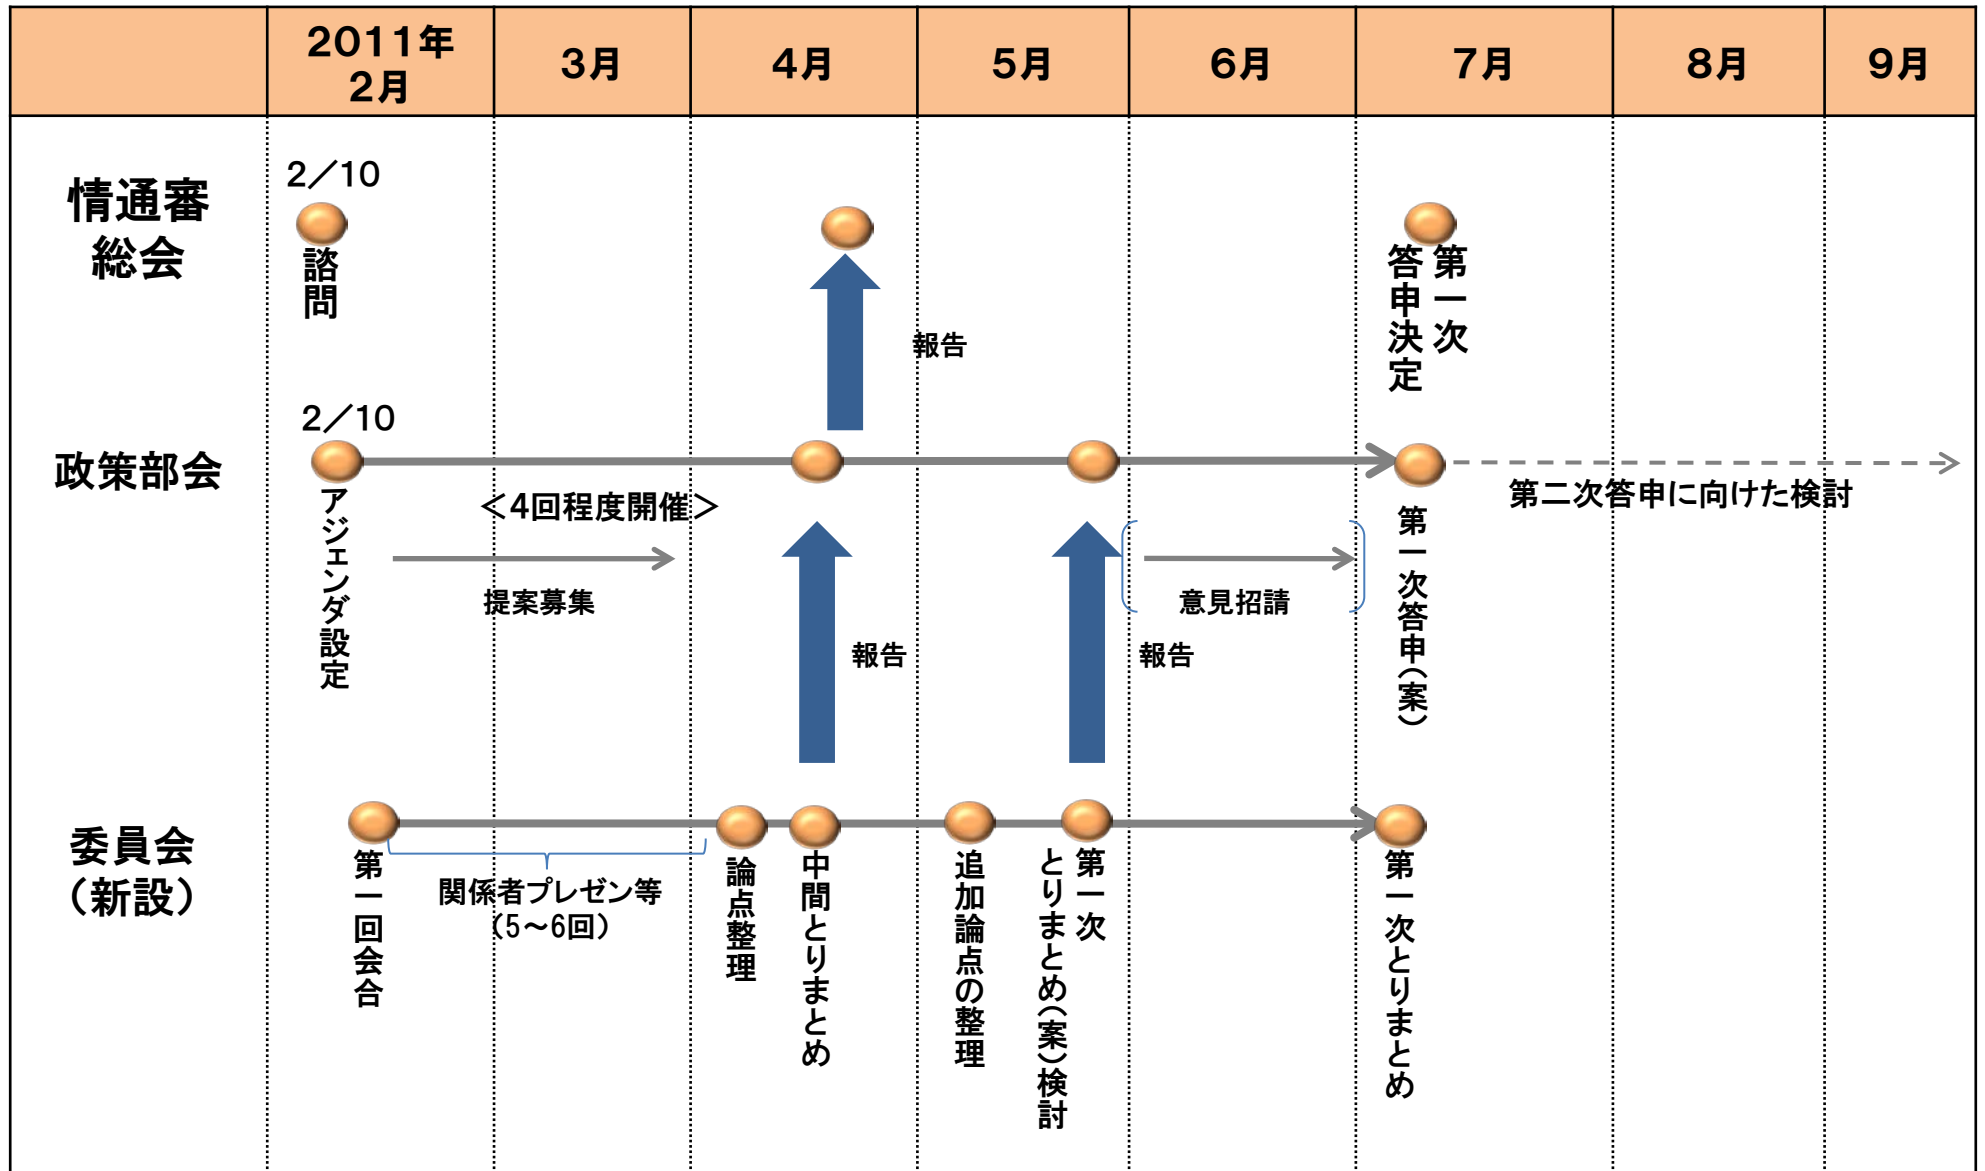 2011年
2月
3月
4月
5月
6月
7月
8月
9月
情通審
総会
2／10
諮問
報告
第一次
答申決定
政策部会
2／10
アジェンダ設定
＜4回程度開催＞
提案募集
報告
報告
意見招請
第一次答申（案）
第二次答申に向けた検討
委員会
（新設）
第一回会合
関係者プレゼン等
（5～6回）
論点整理
中間とりまとめ
追加論点の整理
第一次
とりまとめ（案）検討
第一次とりまとめ